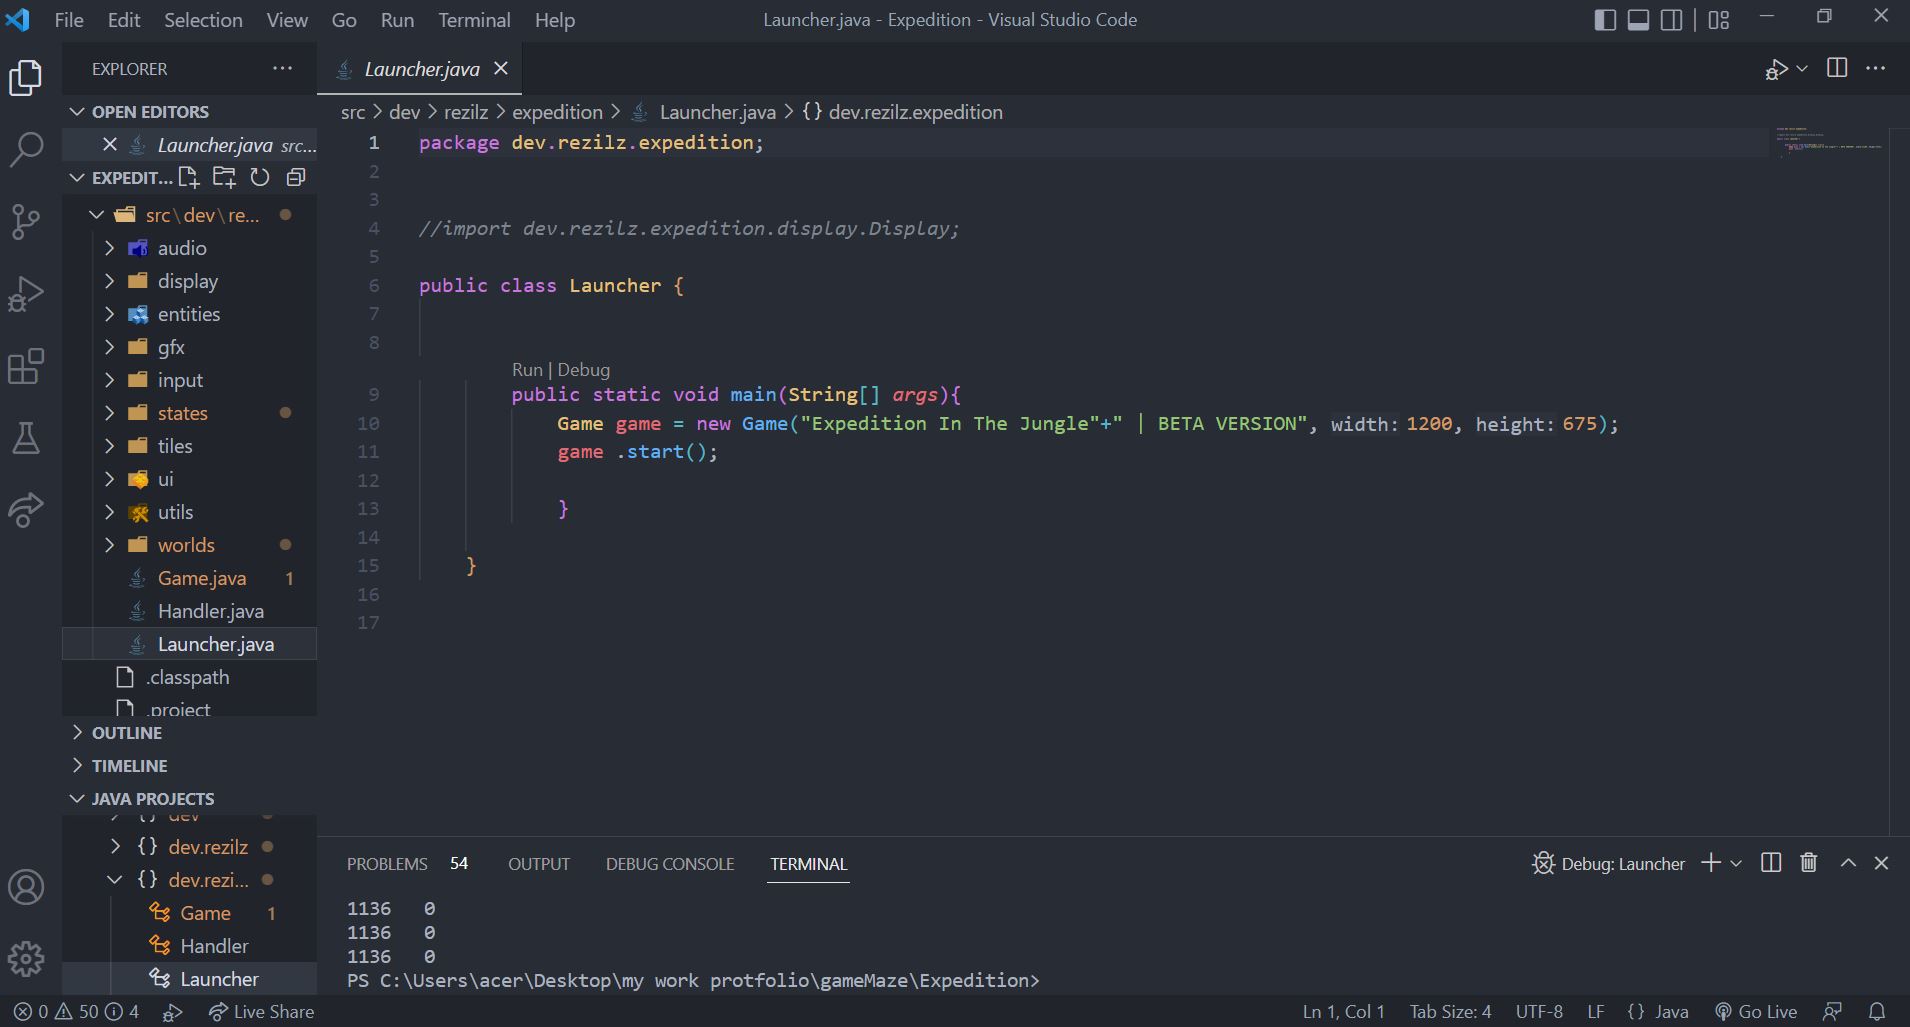 File Edit Selection View Go Run Terminal Help
Launcher.java - Expedition - Visual Studio Code
EXPLORER
OPEN EDITORS
Launcher.java src...
EXPEDIT...
src\dev\re...
audio
display
entities
gfx
input
states
tiles
ui
utils
worlds
Game.java 1
Handler.java
Launcher.java
.classpath
.project
OUTLINE
TIMELINE
JAVA PROJECTS
{} dev
{} dev.rezilz
{} dev.rezi...
Game 1
Handler
Launcher
Launcher.java
src > dev > rezilz > expedition > Launcher.java > {} dev.rezilz.expedition
1 package dev.rezilz.expedition;
2
3
4 //import dev.rezilz.expedition.display.Display;
5
6 public class Launcher {
7
8
Run | Debug
9 public static void main(String[] args){
10 Game game = new Game("Expedition In The Jungle"+" | BETA VERSION", width: 1200, height: 675);
11 game .start();
12
13 }
14
15 }
16
17
PROBLEMS 54 OUTPUT DEBUG CONSOLE TERMINAL
Debug: Launcher
1136 0
1136 0
1136 0
PS C:\Users\acer\Desktop\my work protfolio\gameMaze\Expedition>
0 50 4 Live Share
Ln 1, Col 1 Tab Size: 4 UTF-8 LF {} Java Go Live